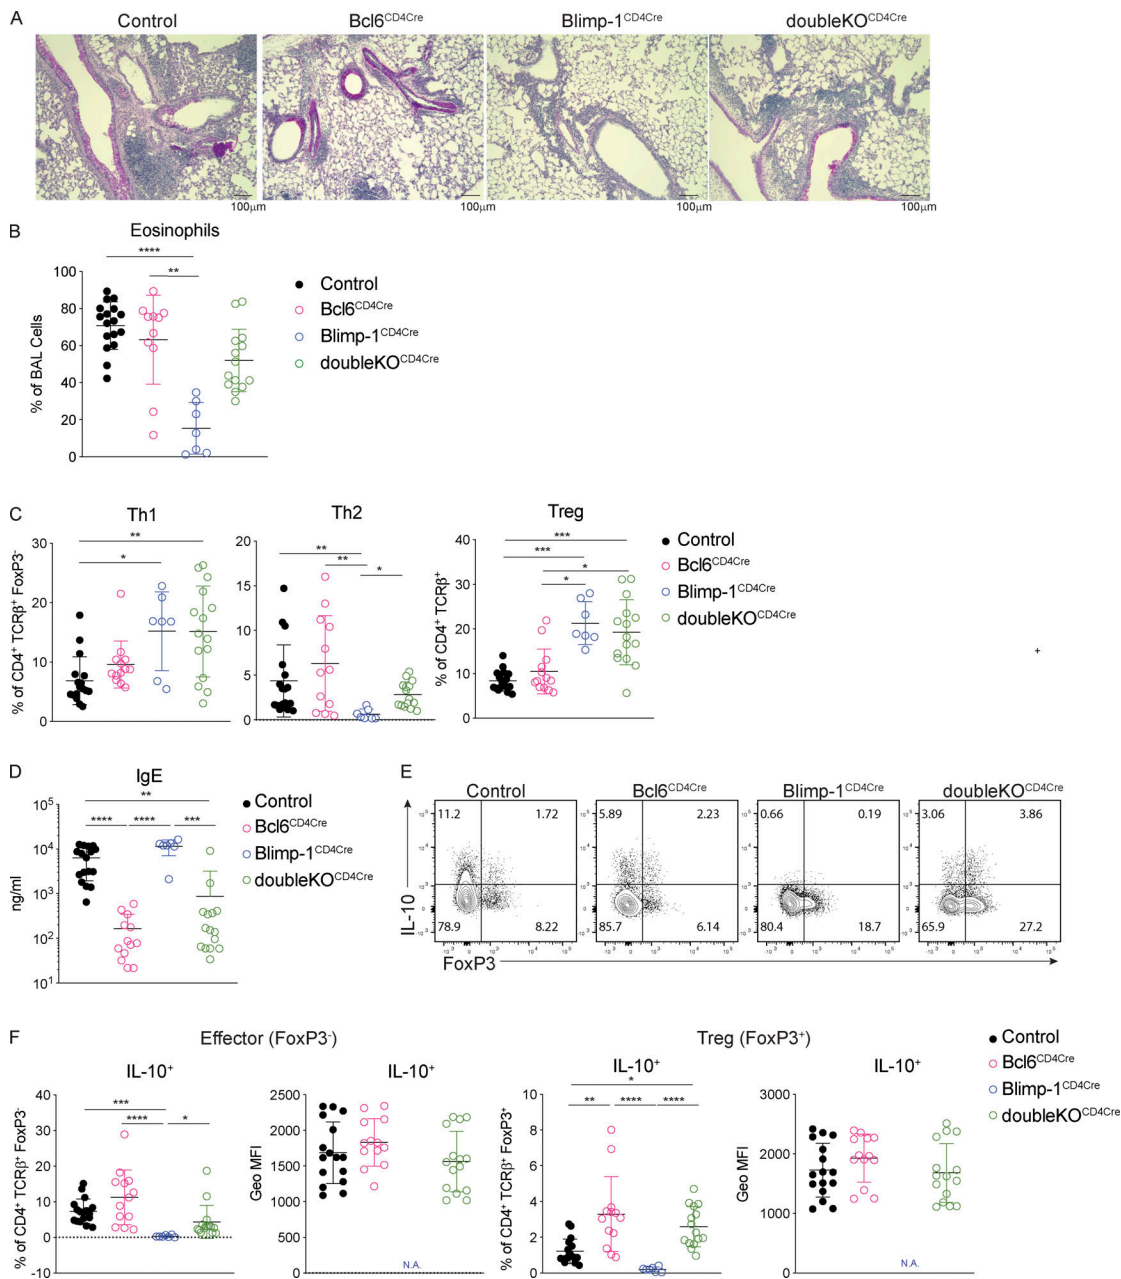 A
Control
Bcl6CD4Cre
Blimp-1CD4Cre
doubleKOCD4Cre
100μm
100μm
100μm
100μm
B
Eosinophils
****
**
% of BAL Cells
100
80
60
40
20
0
Control
Bcl6CD4Cre
Blimp-1CD4Cre
doubleKOCD4Cre
C
Th1
**
*
% of CD4+ TCRβ+ FoxP3-
30
20
10
0
Th2
**
**
*
20
15
10
5
0
Treg
***
***
*
*
% of CD4+ TCRβ+
40
30
20
10
0
Control
Bcl6CD4Cre
Blimp-1CD4Cre
doubleKOCD4Cre
+
D
IgE
**
**** **** ***
ng/ml
105
104
103
102
101
Control
Bcl6CD4Cre
Blimp-1CD4Cre
doubleKOCD4Cre
E
Control
Bcl6CD4Cre
Blimp-1CD4Cre
doubleKOCD4Cre
11.2 1.72
78.9 8.22
5.89 2.23
85.7 6.14
0.66 0.19
80.4 18.7
3.06 3.86
65.9 27.2
IL-10
FoxP3
F
Effector (FoxP3-)
IL-10+
***
**** *
% of CD4+ TCRβ+ FoxP3-
40
30
20
10
0
-10
IL-10+
Geo MFI
2500
2000
1500
1000
500
0
N.A.
Treg (FoxP3+)
IL-10+
*
** **** ****
% of CD4+ TCRβ+ FoxP3+
10
8
6
4
2
0
IL-10+
Geo MFI
3000
2000
1000
0
N.A.
Control
Bcl6CD4Cre
Blimp-1CD4Cre
doubleKOCD4Cre